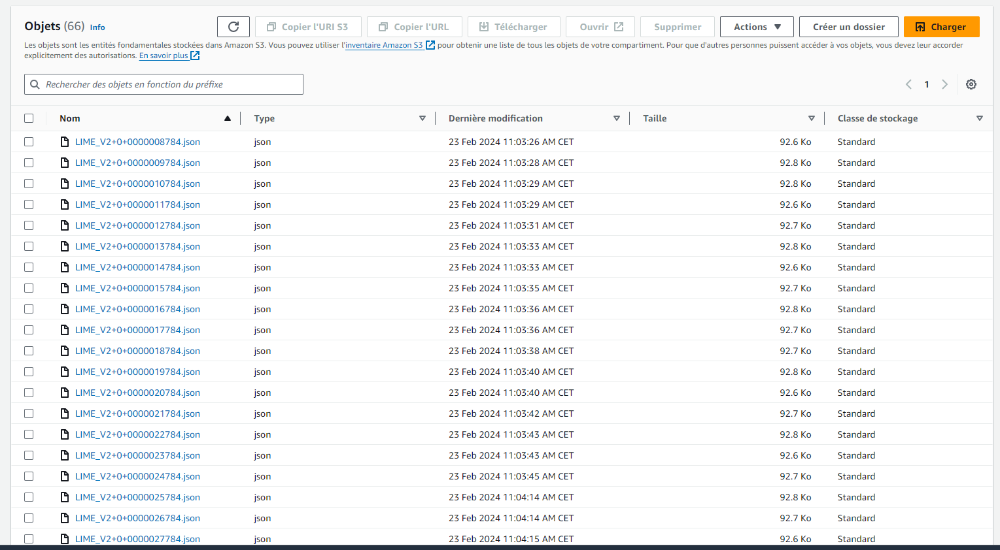 Objets (66) Info
Copier l'URI S3
Copier l'URL
Télécharger
Ouvrir
Supprimer
Actions
Créer un dossier
Charger
Les objets sont les entités fondamentales stockées dans Amazon S3. Vous pouvez utiliser l'inventaire Amazon S3 pour obtenir une liste de tous les objets de votre compartiment. Pour que d'autres personnes puissent accéder à vos objets, vous devez leur accorder
explicitement des autorisations. En savoir plus
Rechercher des objets en fonction du préfixe
1
Nom Type Dernière modification Taille Classe de stockage
LIME_V2+0+0000008784.json json 23 Feb 2024 11:03:26 AM CET 92.6 Ko Standard
LIME_V2+0+0000009784.json json 23 Feb 2024 11:03:28 AM CET 92.8 Ko Standard
LIME_V2+0+0000010784.json json 23 Feb 2024 11:03:29 AM CET 92.8 Ko Standard
LIME_V2+0+0000011784.json json 23 Feb 2024 11:03:29 AM CET 92.6 Ko Standard
LIME_V2+0+0000012784.json json 23 Feb 2024 11:03:31 AM CET 92.7 Ko Standard
LIME_V2+0+0000013784.json json 23 Feb 2024 11:03:33 AM CET 92.8 Ko Standard
LIME_V2+0+0000014784.json json 23 Feb 2024 11:03:33 AM CET 92.6 Ko Standard
LIME_V2+0+0000015784.json json 23 Feb 2024 11:03:35 AM CET 92.7 Ko Standard
LIME_V2+0+0000016784.json json 23 Feb 2024 11:03:36 AM CET 92.8 Ko Standard
LIME_V2+0+0000017784.json json 23 Feb 2024 11:03:36 AM CET 92.7 Ko Standard
LIME_V2+0+0000018784.json json 23 Feb 2024 11:03:38 AM CET 92.7 Ko Standard
LIME_V2+0+0000019784.json json 23 Feb 2024 11:03:40 AM CET 92.8 Ko Standard
LIME_V2+0+0000020784.json json 23 Feb 2024 11:03:40 AM CET 92.6 Ko Standard
LIME_V2+0+0000021784.json json 23 Feb 2024 11:03:42 AM CET 92.7 Ko Standard
LIME_V2+0+0000022784.json json 23 Feb 2024 11:03:43 AM CET 92.8 Ko Standard
LIME_V2+0+0000023784.json json 23 Feb 2024 11:03:43 AM CET 92.6 Ko Standard
LIME_V2+0+0000024784.json json 23 Feb 2024 11:03:45 AM CET 92.7 Ko Standard
LIME_V2+0+0000025784.json json 23 Feb 2024 11:04:14 AM CET 92.8 Ko Standard
LIME_V2+0+0000026784.json json 23 Feb 2024 11:04:14 AM CET 92.7 Ko Standard
LIME_V2+0+0000027784.json json 23 Feb 2024 11:04:15 AM CET 92.6 Ko Standard